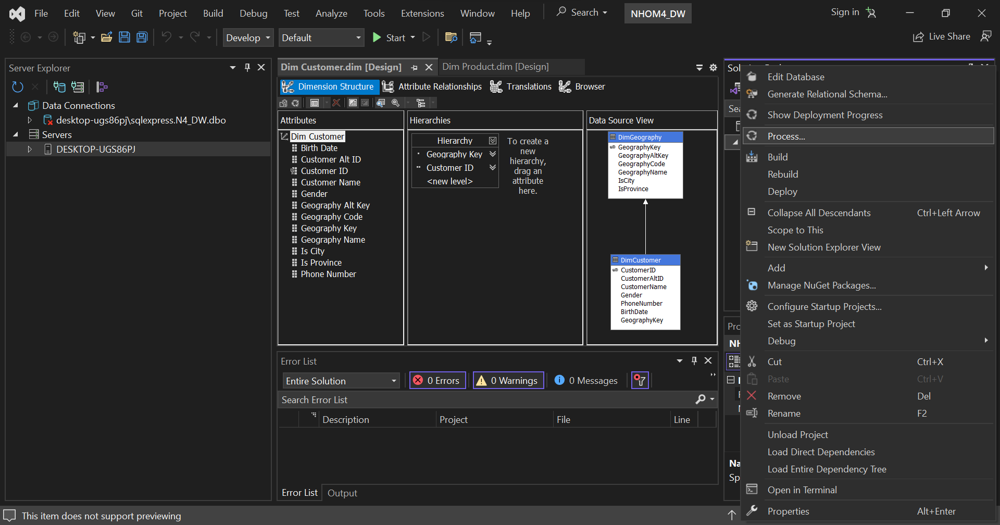 File Edit View Git Project Build Debug Test Analyze Tools Extensions Window Help Search NHOM4_DW Sign in
Develop Default Start Live Share
Server Explorer
Data Connections
desktop-ugs86pj\sqlexpress.N4_DW.dbo
Servers
DESKTOP-UGS86PJ
Dim Customer.dim [Design] Dim Product.dim [Design]
Dimension Structure Attribute Relationships Translations Browser
Attributes
Dim Customer
Birth Date
Customer Alt ID
Customer ID
Customer Name
Gender
Geography Alt Key
Geography Code
Geography Key
Geography Name
Is City
Is Province
Phone Number
Hierarchies
Hierarchy
Geography Key
Customer ID
<new level>
To create a
new
hierarchy,
drag an
attribute
here.
Data Source View
DimGeography
GeographyKey
GeographyAltKey
GeographyCode
GeographyName
IsCity
IsProvince
DimCustomer
CustomerID
CustomerAltID
CustomerName
Gender
PhoneNumber
BirthDate
GeographyKey
Error List
Entire Solution 0 Errors 0 Warnings 0 Messages
Search Error List
Description Project File Line
Error List Output
This item does not support previewing
Sea
Pro
NH
Na
Sp
Edit Database
Generate Relational Schema...
Show Deployment Progress
Process...
Build
Rebuild
Deploy
Collapse All Descendants Ctrl+Left Arrow
Scope to This
New Solution Explorer View
Add
Manage NuGet Packages...
Configure Startup Projects...
Set as Startup Project
Debug
Cut Ctrl+X
Paste Ctrl+V
Remove Del
Rename F2
Unload Project
Load Direct Dependencies
Load Entire Dependency Tree
Open in Terminal
Properties Alt+Enter